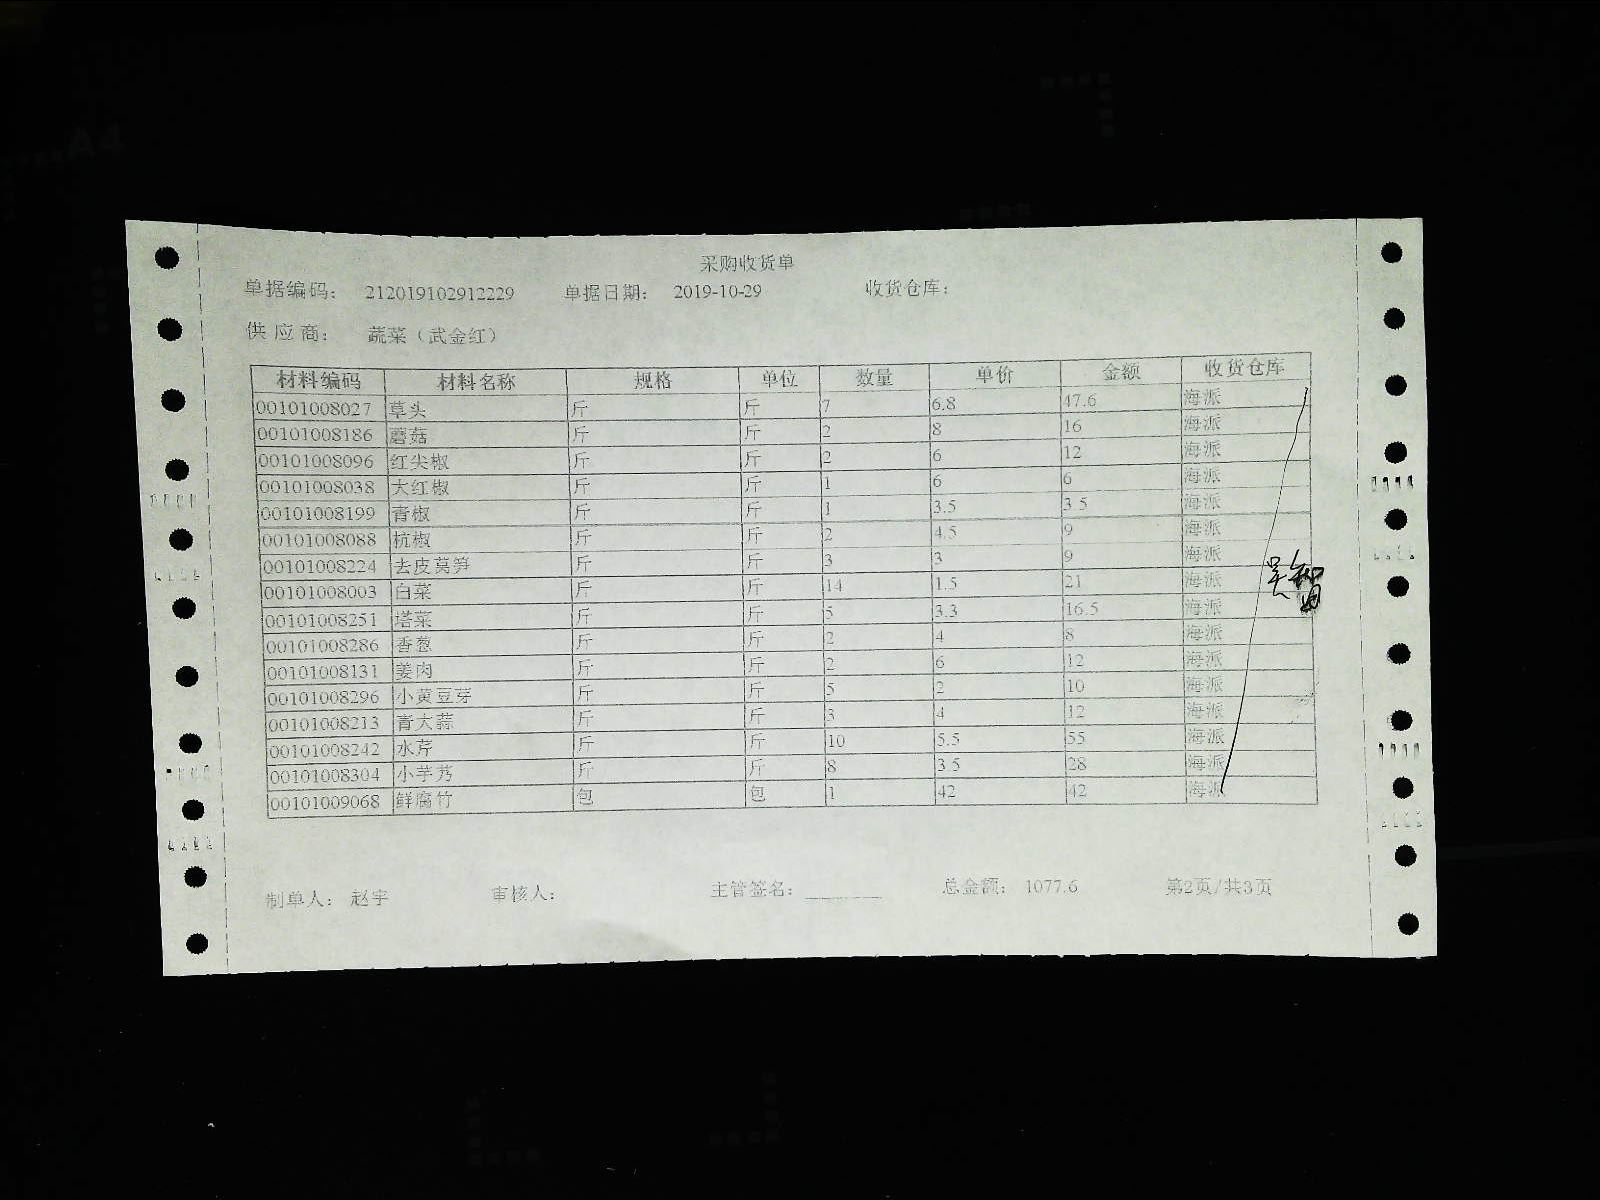 采购收货单
单据编码： 212019102912229 单据日期： 2019-10-29 收货仓库：
供 应 商： 蔬菜（武金红）
材料编码 材料名称 规格 单位 数量 单价 金额 收货仓库
00101008027 草头 斤 斤 7 6.8 47.6 海派
00101008186 蘑菇 斤 斤 2 8 16 海派
00101008096 红尖椒 斤 斤 2 6 12 海派
00101008038 大红椒 斤 斤 1 6 6 海派
00101008199 青椒 斤 斤 1 3.5 3.5 海派
00101008088 杭椒 斤 斤 2 4.5 9 海派
00101008224 去皮莴笋 斤 斤 3 3 9 海派
00101008003 白菜 斤 斤 14 1.5 21 海派
00101008251 塔菜 斤 斤 5 3.3 16.5 海派
00101008286 香葱 斤 斤 2 4 8 海派
00101008131 姜肉 斤 斤 2 6 12 海派
00101008296 小黄豆芽 斤 斤 5 2 10 海派
00101008213 青大蒜 斤 斤 3 4 12 海派
00101008242 水芹 斤 斤 10 5.5 55 海派
00101008304 小芋艿 斤 斤 8 3.5 28 海派
00101009068 鲜腐竹 包 包 1 42 42 海派
制单人： 赵宇 审核人： 主管签名： 总金额： 1077.6 第2页/共3页